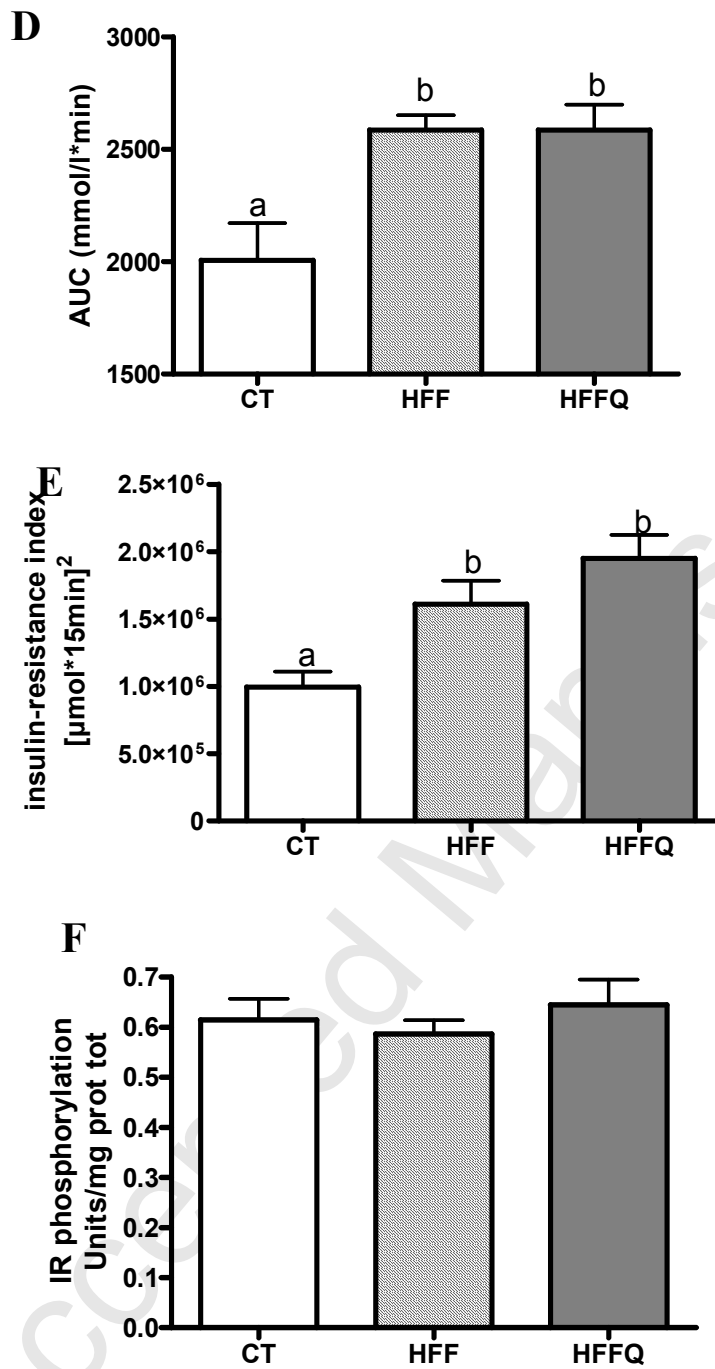 D
3000
2500
2000
1500
AUC (mmol/l*min)
a
b
b
CT HFF HFFQ
E
2.5×10⁶
2.0×10⁶
1.5×10⁶
1.0×10⁶
5.0×10⁵
0
insulin-resistance index
[µmol*15min]²
a
b
b
CT HFF HFFQ
F
0.7
0.6
0.5
0.4
0.3
0.2
0.1
0.0
IR phosphorylation
Units/mg prot tot
CT HFF HFFQ